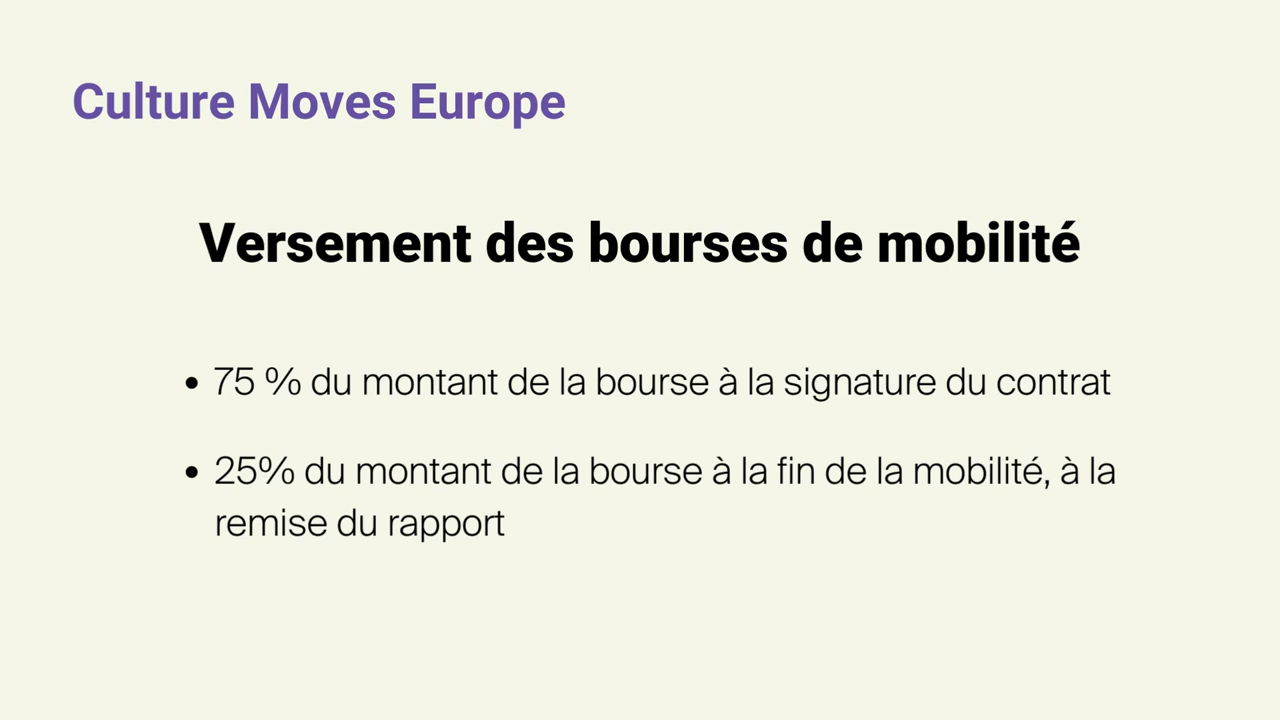 Culture Moves Europe
Versement des bourses de mobilité
• 75 % du montant de la bourse à la signature du contrat
• 25% du montant de la bourse à la fin de la mobilité, à la
remise du rapport